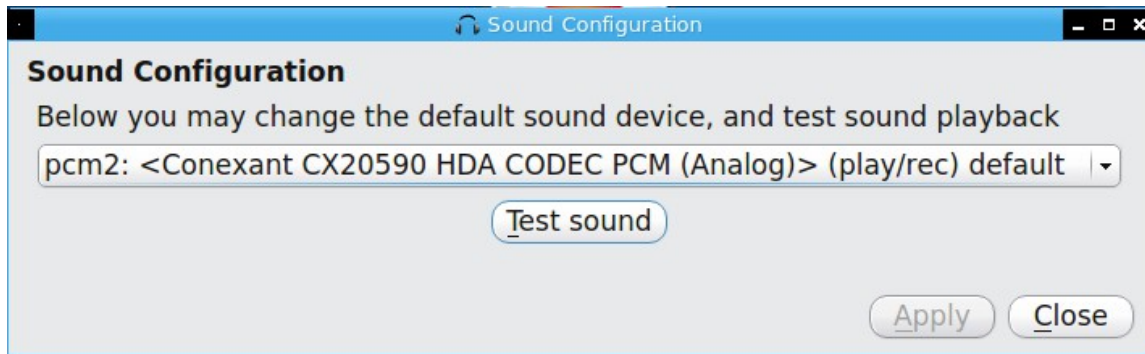 Sound Configuration
Sound Configuration
Below you may change the default sound device, and test sound playback
pcm2: <Conexant CX20590 HDA CODEC PCM (Analog)> (play/rec) default
Test sound
Apply Close